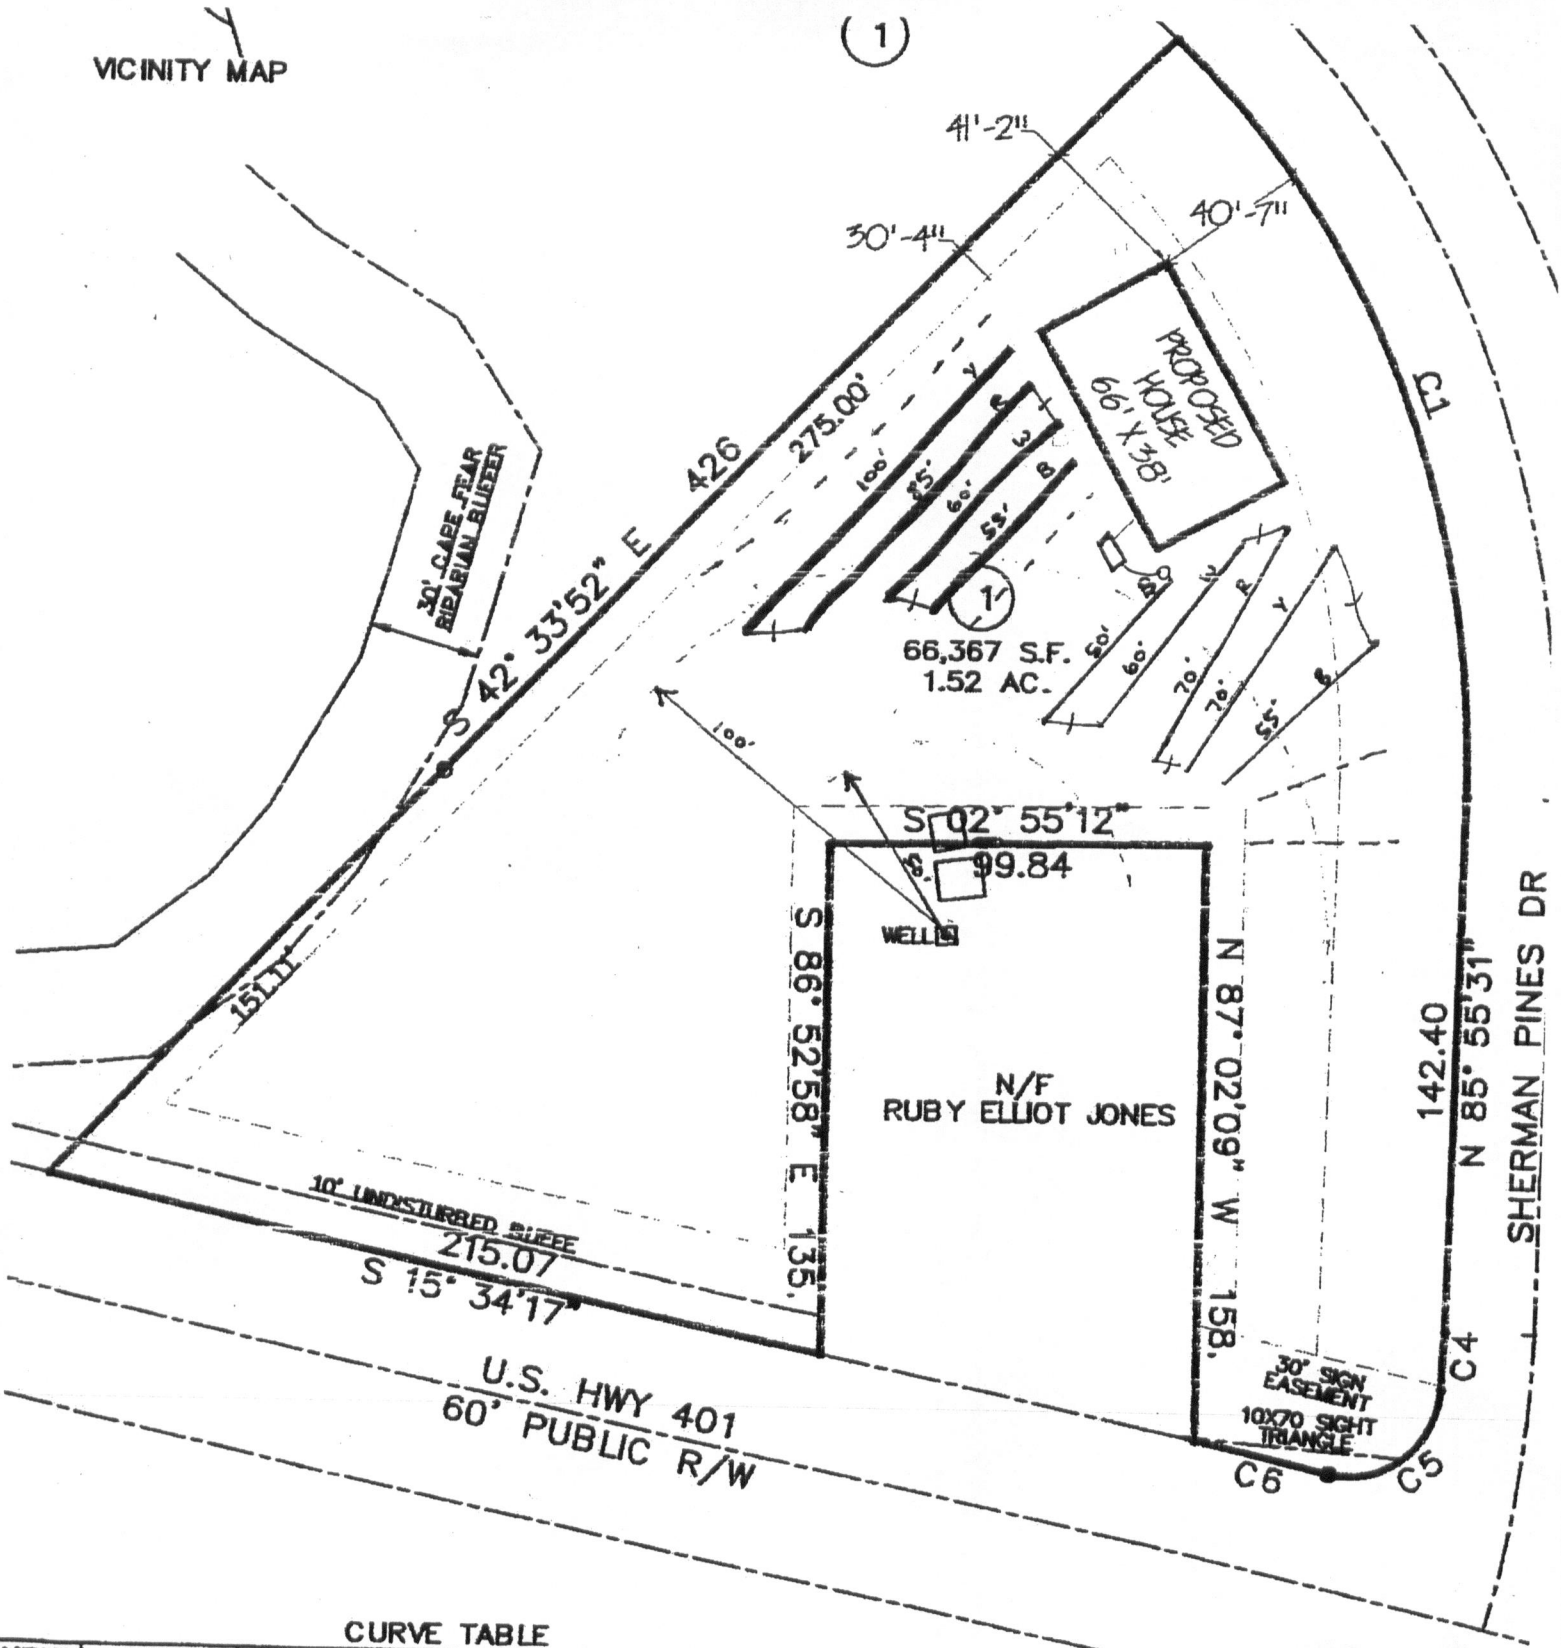 VICINITY MAP
1
41'-2"
40'-7"
30'-4"
C1
PROPOSED
HOUSE
66' X 38'
275.00'
426
Y
R
W
B
100'
85'
60'
55'
30' CAPE FEAR
RIPARIAN BUFFER
S 42° 33'52" E
1
66,367 S.F.
1.52 AC.
W
R
Y
B
50'
60'
70'
70'
55'
100'
S 02° 55'12"
99.84
WELL
151.11'
S 86° 52'58" E 135.
N 87° 02'09" W 158.
N/F
RUBY ELLIOT JONES
142.40
N 85° 55'31"
SHERMAN PINES DR
10' UNDISTURBED BUFFE
215.07
S 15° 34'17"
U.S. HWY 401
60' PUBLIC R/W
30' SIGN
EASEMENT
10X70 SIGHT
TRIANGLE
C4
C5
C6
CURVE TABLE